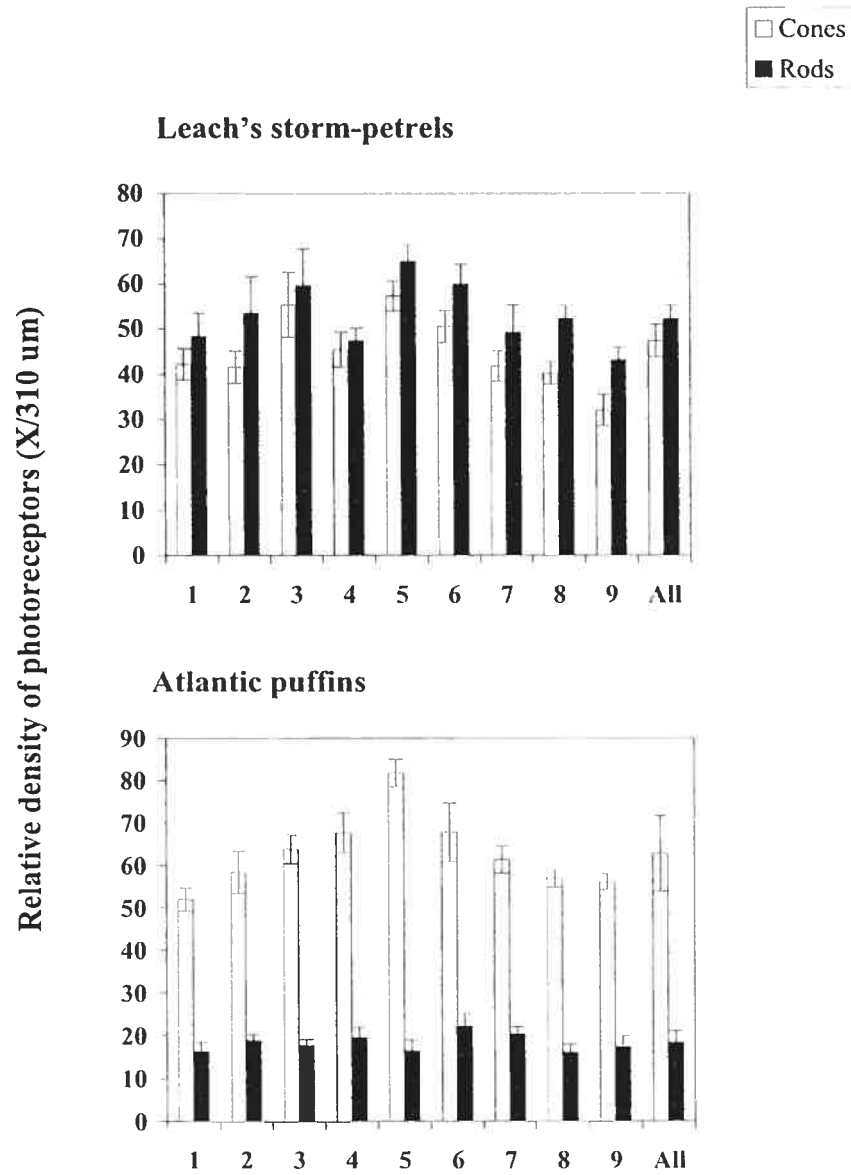 Cones
Rods
Leach's storm-petrels
80
70
60
50
40
30
20
10
0
1 2 3 4 5 6 7 8 9 All
Relative density of photoreceptors (X/310 um)
Atlantic puffins
90
80
70
60
50
40
30
20
10
0
1 2 3 4 5 6 7 8 9 All